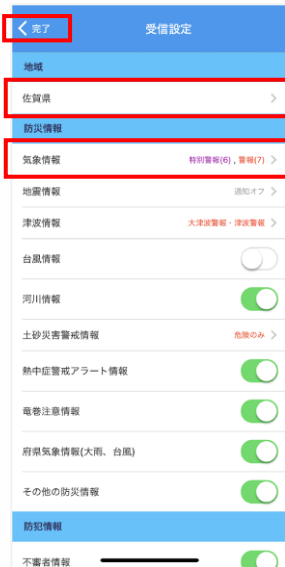 完了 受信設定
地域
佐賀県
防災情報
気象情報 特別警報(6) , 警報(7)
地震情報 通知オフ
津波情報 大津波警報・津波警報
台風情報
河川情報
土砂災害警戒情報 危険のみ
熱中症警戒アラート情報
竜巻注意情報
府県気象情報(大雨、台風)
その他の防災情報
防犯情報
不審者情報